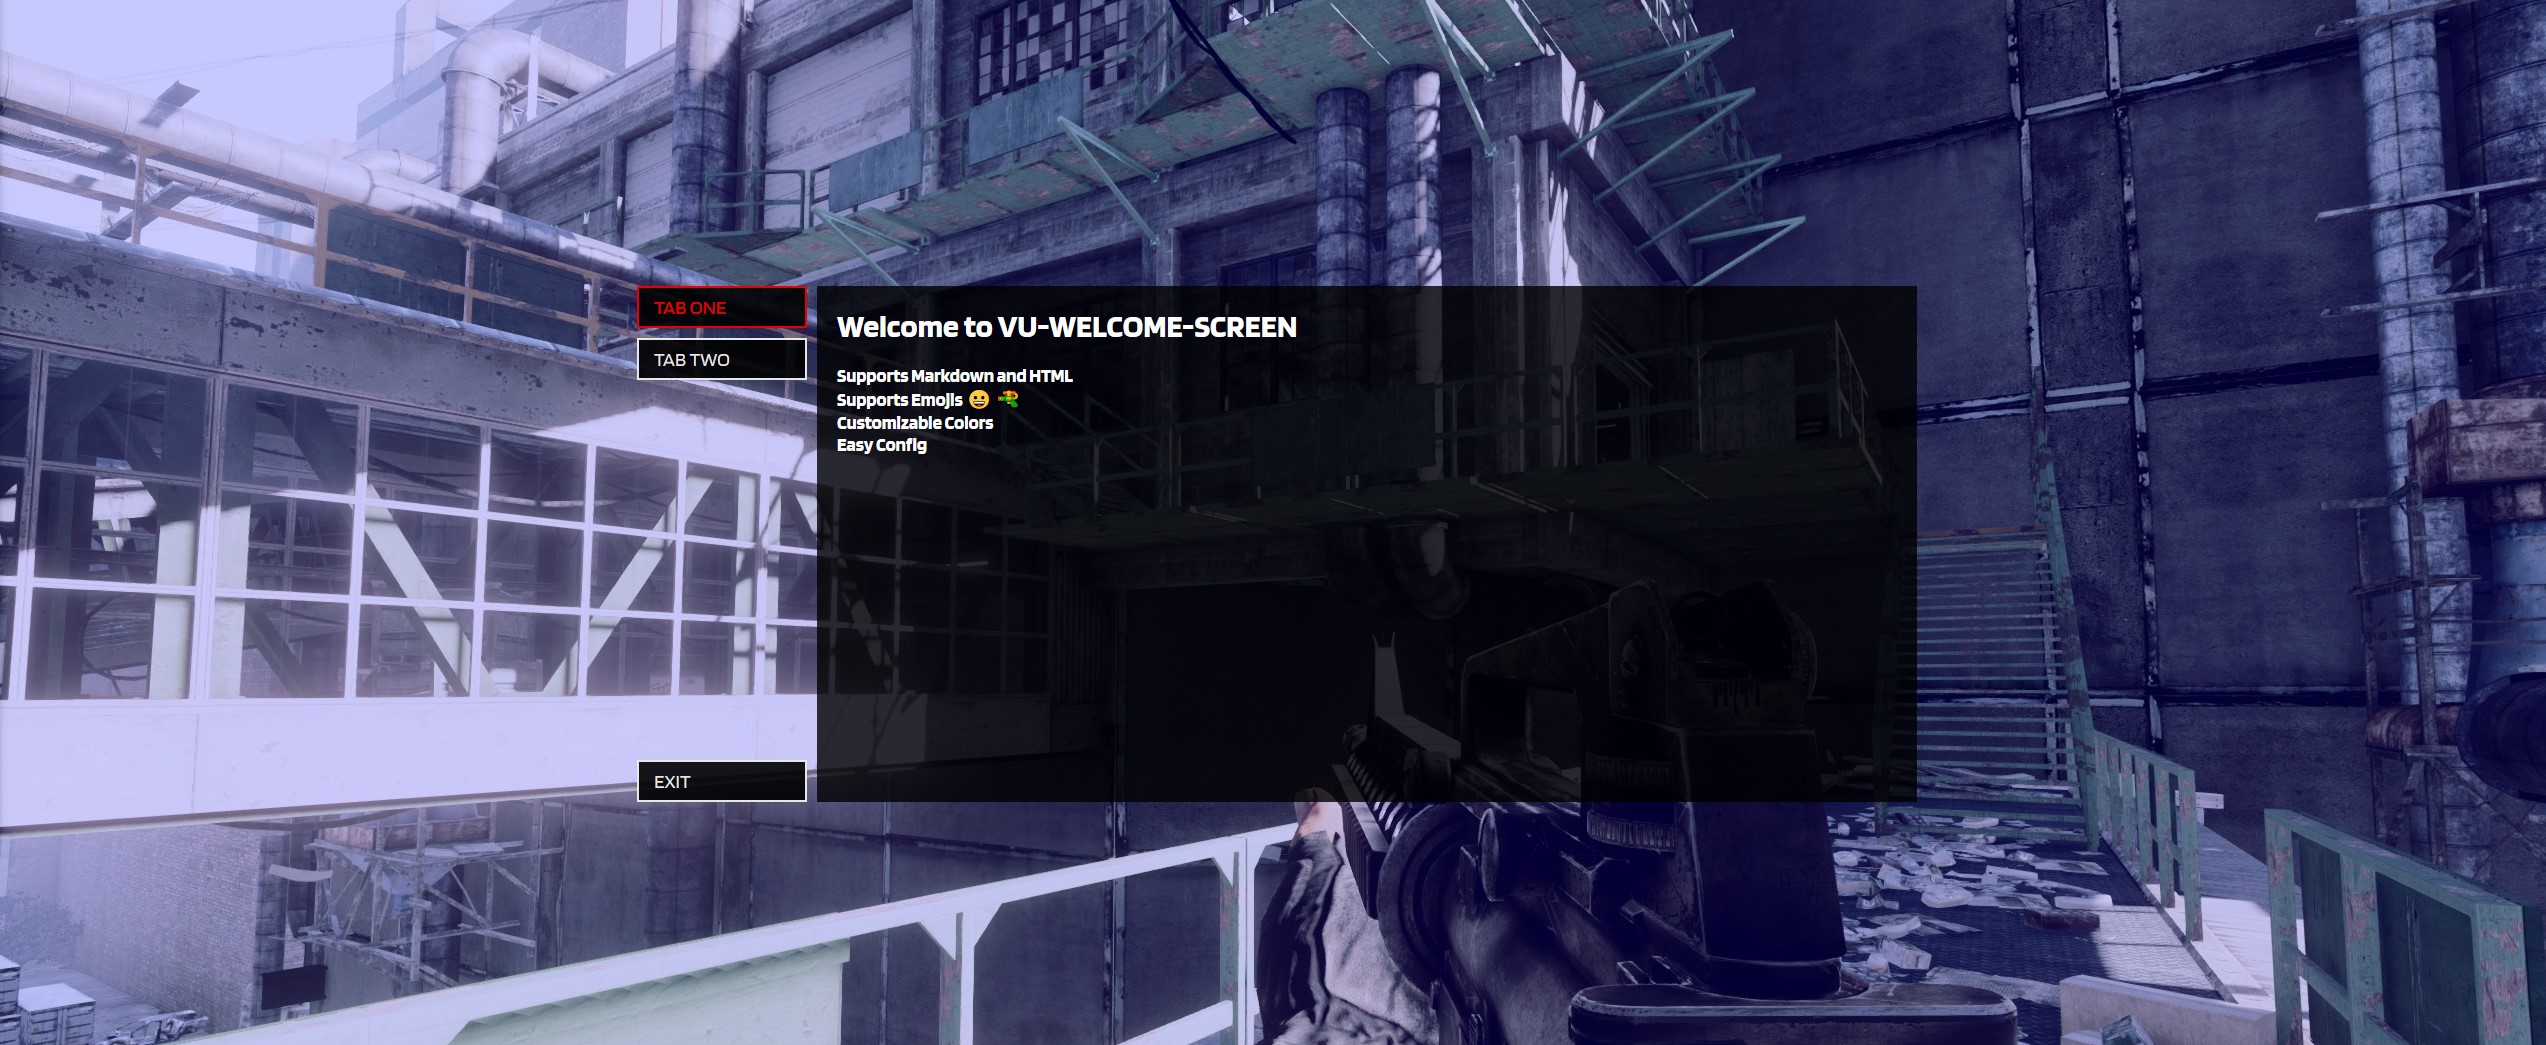 TAB ONE
TAB TWO
EXIT
Welcome to VU-WELCOME-SCREEN
Supports Markdown and HTML
Supports Emojis 😀 🔫
Customizable Colors
Easy Config